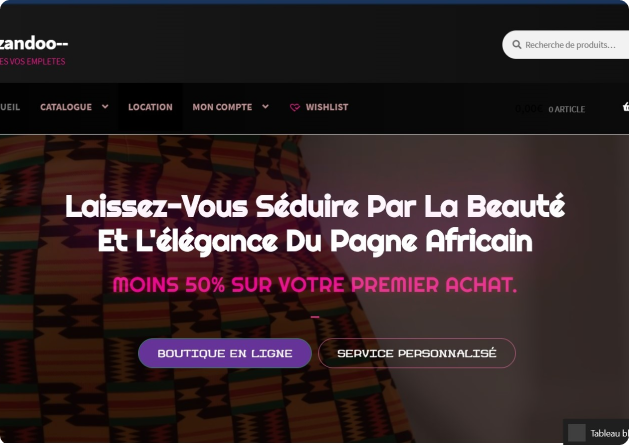 zandoo--
ES VOS EMPLETES
Recherche de produits…
UEIL CATALOGUE LOCATION MON COMPTE WISHLIST 0 ARTICLE
Laissez-Vous Séduire Par La Beauté
Et L'élégance Du Pagne Africain
MOINS 50% SUR VOTRE PREMIER ACHAT.
BOUTIQUE EN LIGNE SERVICE PERSONNALISÉ
Tableau bl